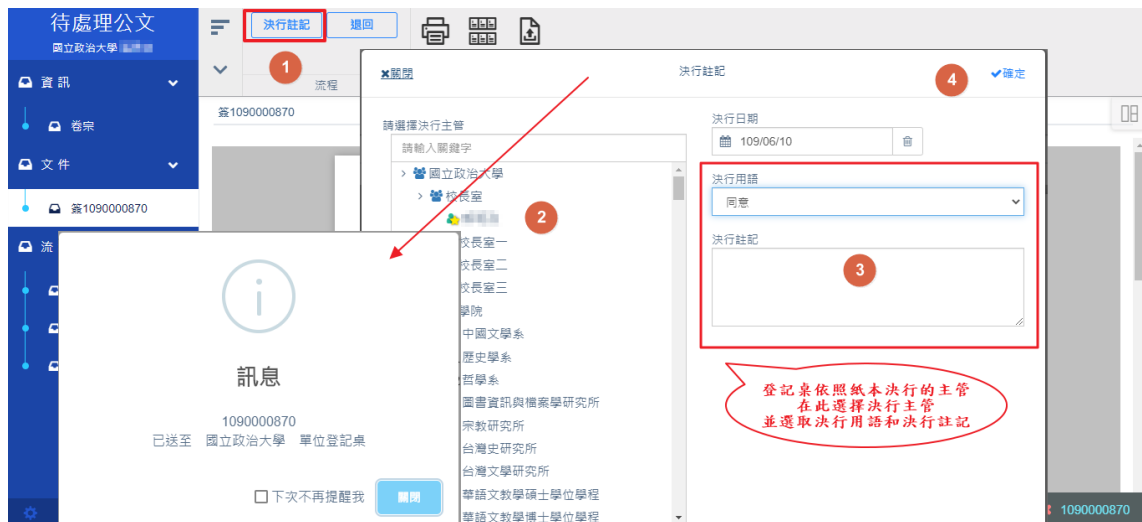 待處理公文
國立政治大學
資訊
卷宗
文件
簽1090000870
流
決行註記
退回
1
流程
簽1090000870
關閉
決行註記
4
確定
請選擇決行主管
請輸入關鍵字
國立政治大學
校長室
2
校長室一
校長室二
校長室三
學院
中國文學系
歷史學系
哲學系
圖書資訊與檔案學研究所
宗教研究所
台灣史研究所
台灣文學研究所
華語文教學碩士學位學程
華語文教學博士學位學程
決行日期
109/06/10
決行用語
同意
決行註記
3
登記桌依照紙本決行的主管
在此選擇決行主管
並選取決行用語和決行註記
訊息
1090000870
已送至 國立政治大學 單位登記桌
下次不再提醒我
關閉
1090000870